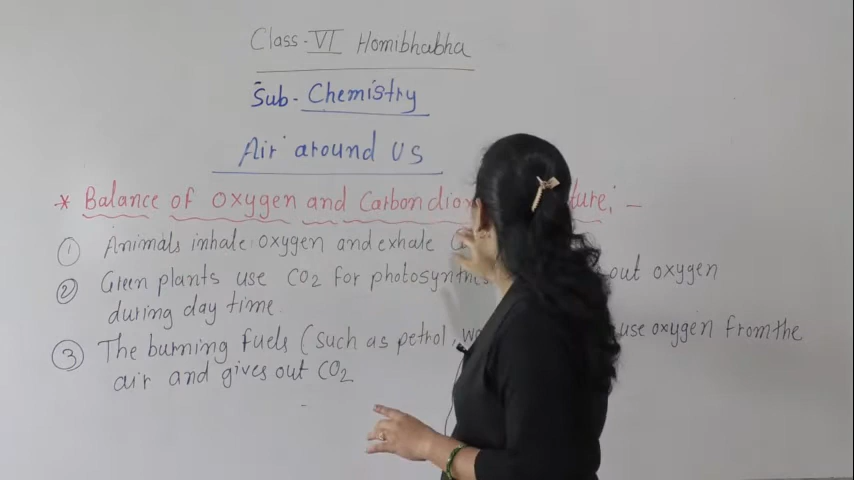 Class-VI Homibhabha
Sub- Chemistry
Air around us
* Balance of oxygen and Carbon :-
① Animals inhale oxygen and exhale
② Green plants use CO2 for out oxygen
during day time.
③ The burning fuels (such as petrol, use oxygen from the
air and gives out CO2